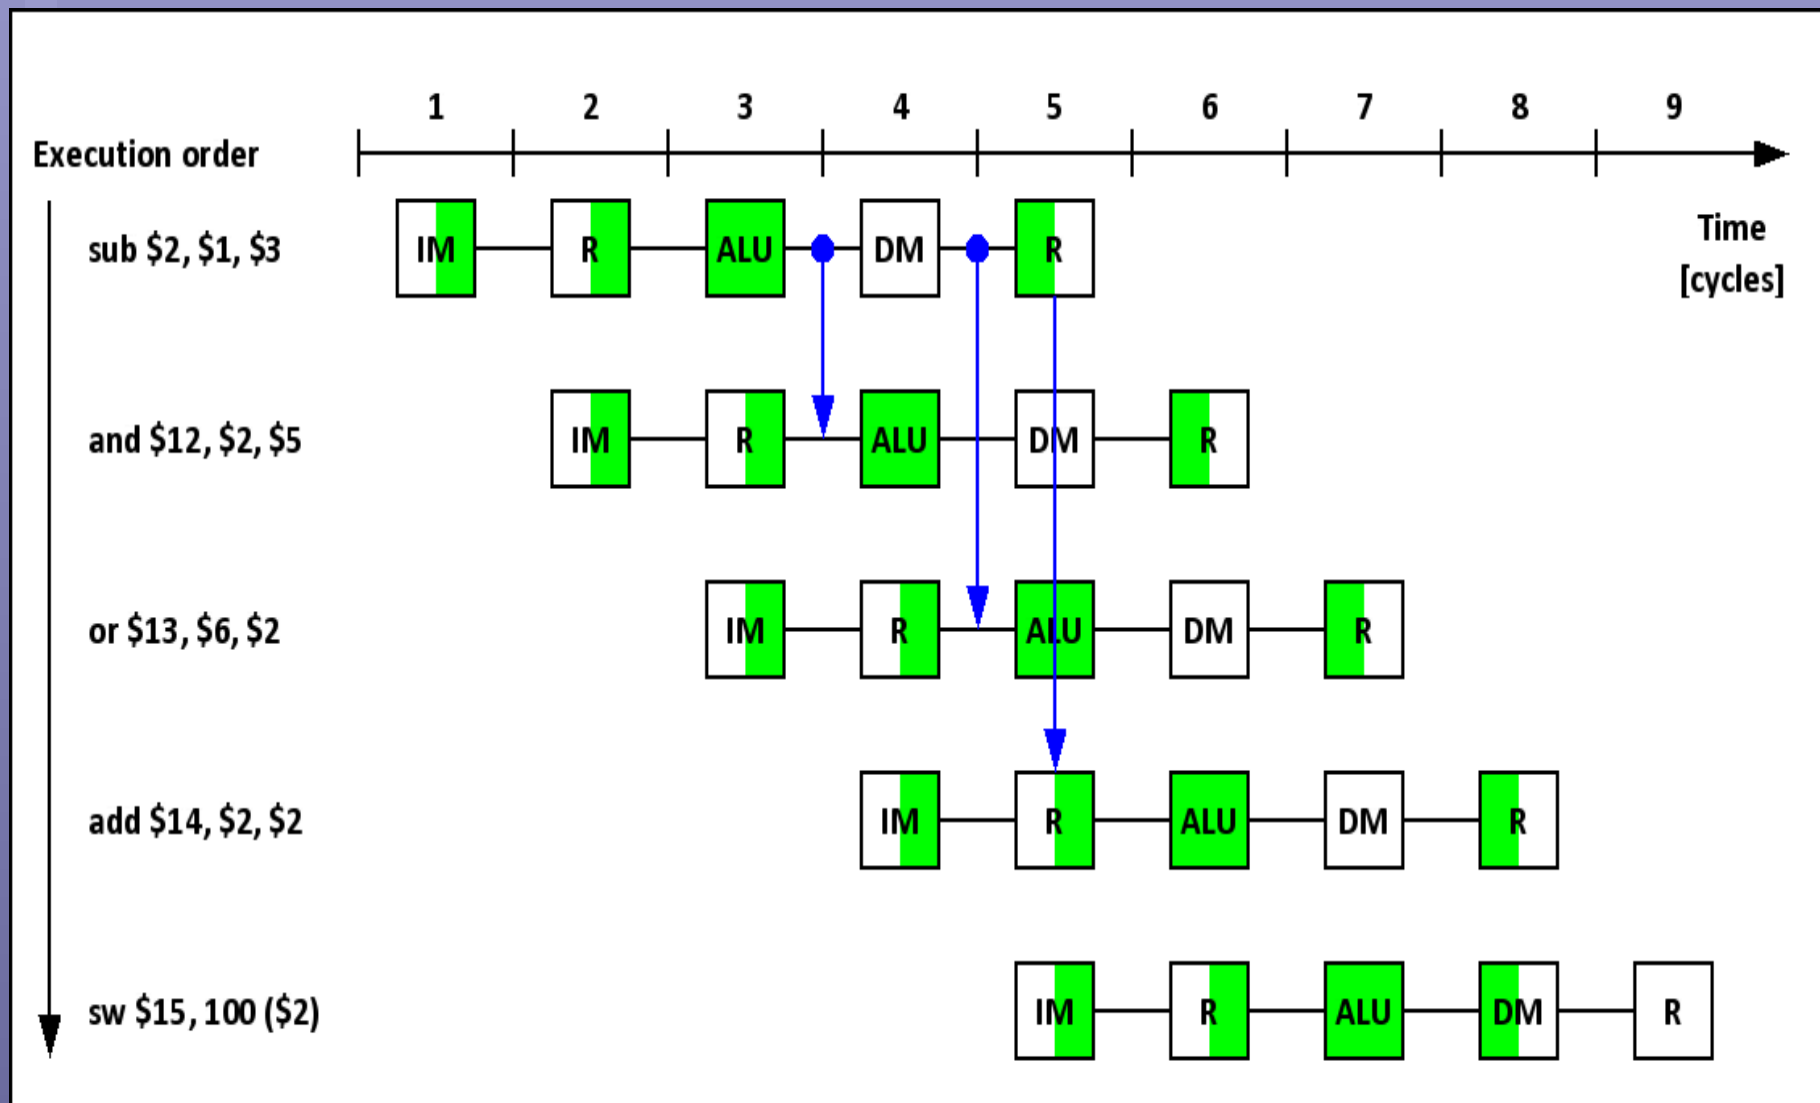 1 2 3 4 5 6 7 8 9
Execution order
Time
[cycles]
sub $2, $1, $3 IM R ALU DM R
and $12, $2, $5 IM R ALU DM R
or $13, $6, $2 IM R ALU DM R
add $14, $2, $2 IM R ALU DM R
sw $15, 100 ($2) IM R ALU DM R